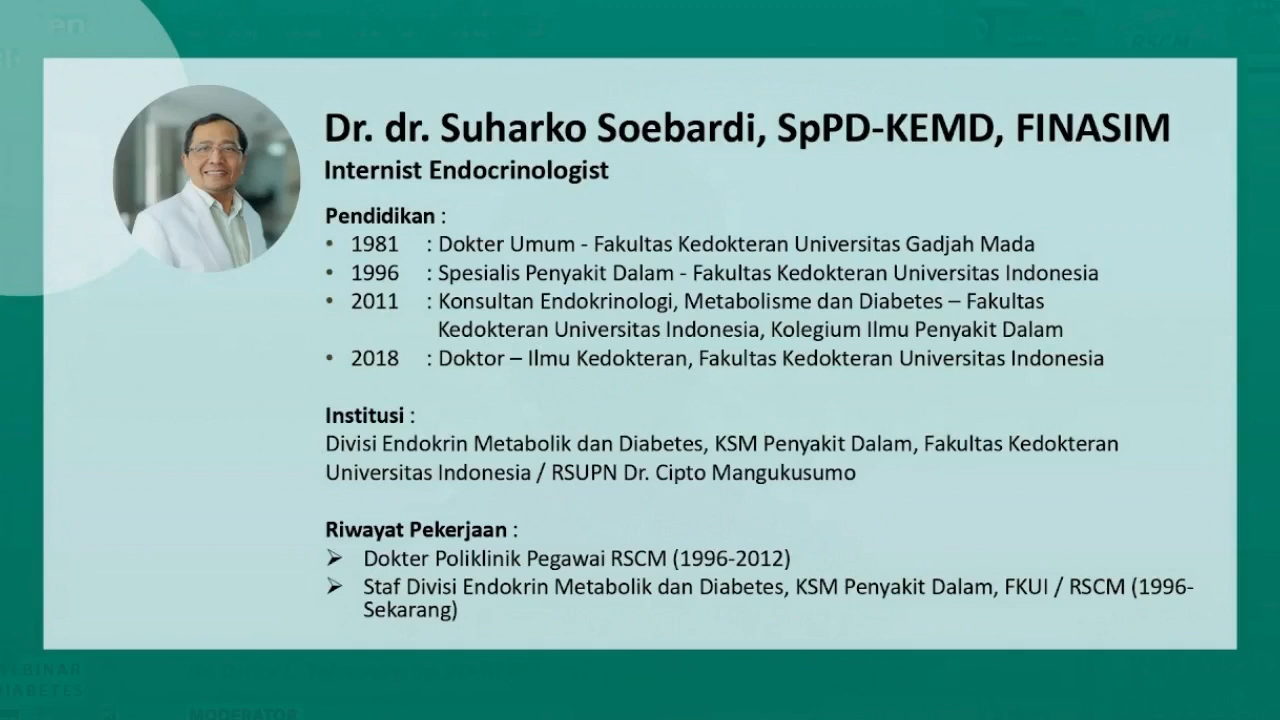 en
RSCM
Dr. dr. Suharko Soebardi, SpPD-KEMD, FINASIM
Internist Endocrinologist
Pendidikan :
• 1981 : Dokter Umum - Fakultas Kedokteran Universitas Gadjah Mada
• 1996 : Spesialis Penyakit Dalam - Fakultas Kedokteran Universitas Indonesia
• 2011 : Konsultan Endokrinologi, Metabolisme dan Diabetes – Fakultas
Kedokteran Universitas Indonesia, Kolegium Ilmu Penyakit Dalam
• 2018 : Doktor – Ilmu Kedokteran, Fakultas Kedokteran Universitas Indonesia
Institusi :
Divisi Endokrin Metabolik dan Diabetes, KSM Penyakit Dalam, Fakultas Kedokteran
Universitas Indonesia / RSUPN Dr. Cipto Mangukusumo
Riwayat Pekerjaan :
➢ Dokter Poliklinik Pegawai RSCM (1996-2012)
➢ Staf Divisi Endokrin Metabolik dan Diabetes, KSM Penyakit Dalam, FKUI / RSCM (1996-
Sekarang)
EBINAR
IABETES
MODERATOR